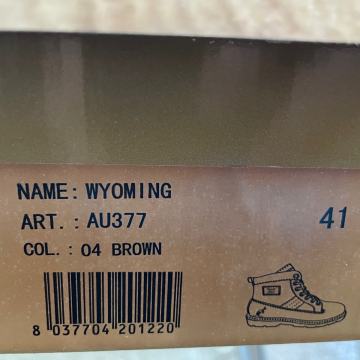 NAME: WYOMING
ART. : AU377 41
COL. : 04 BROWN
8 037704 201220